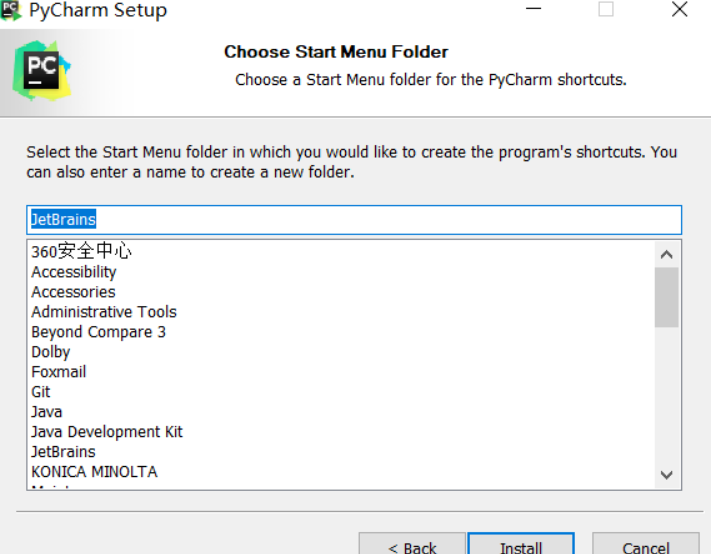 PyCharm Setup
PC
Choose Start Menu Folder
Choose a Start Menu folder for the PyCharm shortcuts.
Select the Start Menu folder in which you would like to create the program's shortcuts. You
can also enter a name to create a new folder.
JetBrains
360安全中心
Accessibility
Accessories
Administrative Tools
Beyond Compare 3
Dolby
Foxmail
Git
Java
Java Development Kit
JetBrains
KONICA MINOLTA
< Back
Install
Cancel